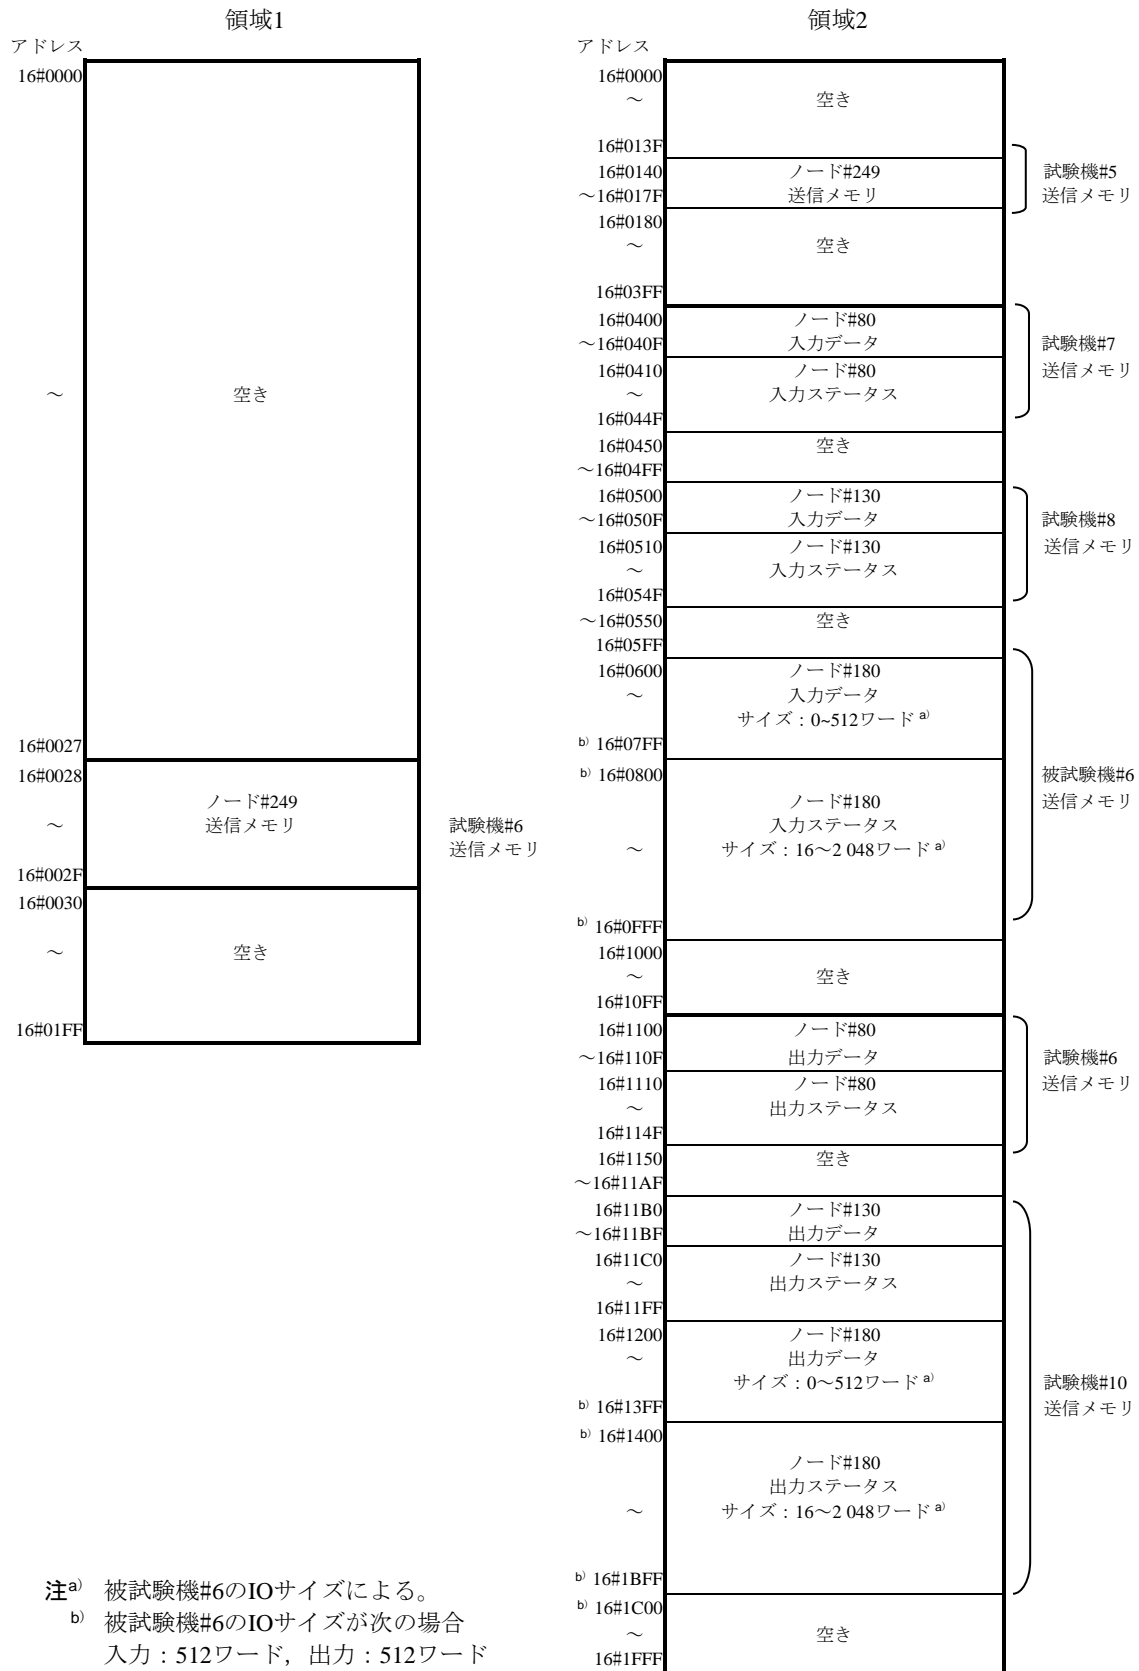 領域1
アドレス
16#0000
～
空き
16#0027
16#0028
ノード#249
～
送信メモリ
試験機#6
送信メモリ
16#002F
16#0030
～
空き
16#01FF
領域2
アドレス
16#0000
～
空き
16#013F
16#0140
ノード#249
～16#017F
送信メモリ
試験機#5
送信メモリ
16#0180
～
空き
16#03FF
16#0400
ノード#80
～16#040F
入力データ
16#0410
ノード#80
～
入力ステータス
16#044F
試験機#7
送信メモリ
16#0450
空き
～16#04FF
16#0500
ノード#130
～16#050F
入力データ
16#0510
ノード#130
～
入力ステータス
16#054F
試験機#8
送信メモリ
～16#0550
空き
16#05FF
16#0600
ノード#180
～
入力データ
サイズ：0~512ワード a)
b) 16#07FF
b) 16#0800
ノード#180
入力ステータス
～
サイズ：16～2 048ワード a)
b) 16#0FFF
被試験機#6
送信メモリ
16#1000
～
空き
16#10FF
16#1100
ノード#80
～16#110F
出力データ
16#1110
ノード#80
～
出力ステータス
16#114F
試験機#6
送信メモリ
16#1150
空き
～16#11AF
16#11B0
ノード#130
～16#11BF
出力データ
16#11C0
ノード#130
～
出力ステータス
16#11FF
16#1200
ノード#180
～
出力データ
サイズ：0～512ワード a)
b) 16#13FF
b) 16#1400
ノード#180
出力ステータス
～
サイズ：16～2 048ワード a)
b) 16#1BFF
試験機#10
送信メモリ
b) 16#1C00
～
空き
16#1FFF
注a) 被試験機#6のIOサイズによる。
b) 被試験機#6のIOサイズが次の場合
入力：512ワード，出力：512ワード